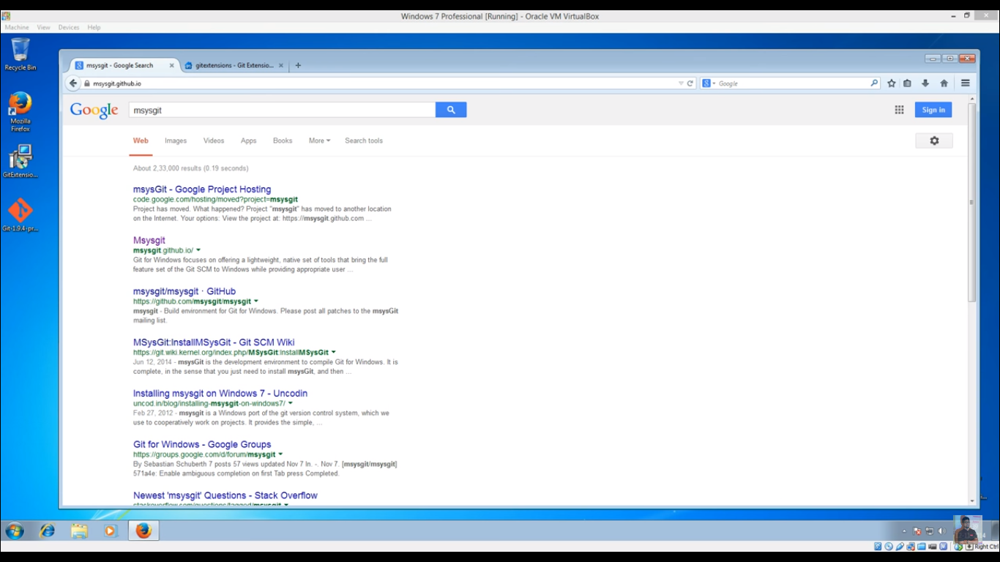 Windows 7 Professional [Running] - Oracle VM VirtualBox
Machine View Devices Help
Recycle Bin
Mozilla
Firefox
GitExtensio...
Git-1.9.4-pr...
msysgit - Google Search
gitextensions - Git Extensio...
msysgit.github.io
Google
Google
msysgit
Sign in
Web Images Videos Apps Books More Search tools
About 2,33,000 results (0.19 seconds)
msysGit - Google Project Hosting
code.google.com/hosting/moved?project=msysgit
Project has moved. What happened? Project "msysgit" has moved to another location
on the Internet. Your options: View the project at: https://msysgit.github.com ...
Msysgit
msysgit.github.io/
Git for Windows focuses on offering a lightweight, native set of tools that bring the full
feature set of the Git SCM to Windows while providing appropriate user ...
msysgit/msysgit · GitHub
https://github.com/msysgit/msysgit
msysgit - Build environment for Git for Windows. Please post all patches to the msysGit
mailing list.
MSysGit:InstallMSysGit - Git SCM Wiki
https://git.wiki.kernel.org/index.php/MSysGit:InstallMSysGit
Jun 12, 2014 - msysGit is the development environment to compile Git for Windows. It is
complete, in the sense that you just need to install msysGit, and then ...
Installing msysgit on Windows 7 - Uncodin
uncod.in/blog/installing-msysgit-on-windows7/
Feb 27, 2012 - msysgit is a Windows port of the git version control system, which we
use to cooperatively work on projects. It provides the simple, ...
Git for Windows - Google Groups
https://groups.google.com/d/forum/msysgit
By Sebastian Schuberth 7 posts 57 views updated Nov 7 In. -. Nov 7. [msysgit/msysgit]
571a4e: Enable ambiguous completion on first Tab press Completed.
Newest 'msysgit' Questions - Stack Overflow
stackoverflow.com/questions/tagged/msysgit
Right Ctrl